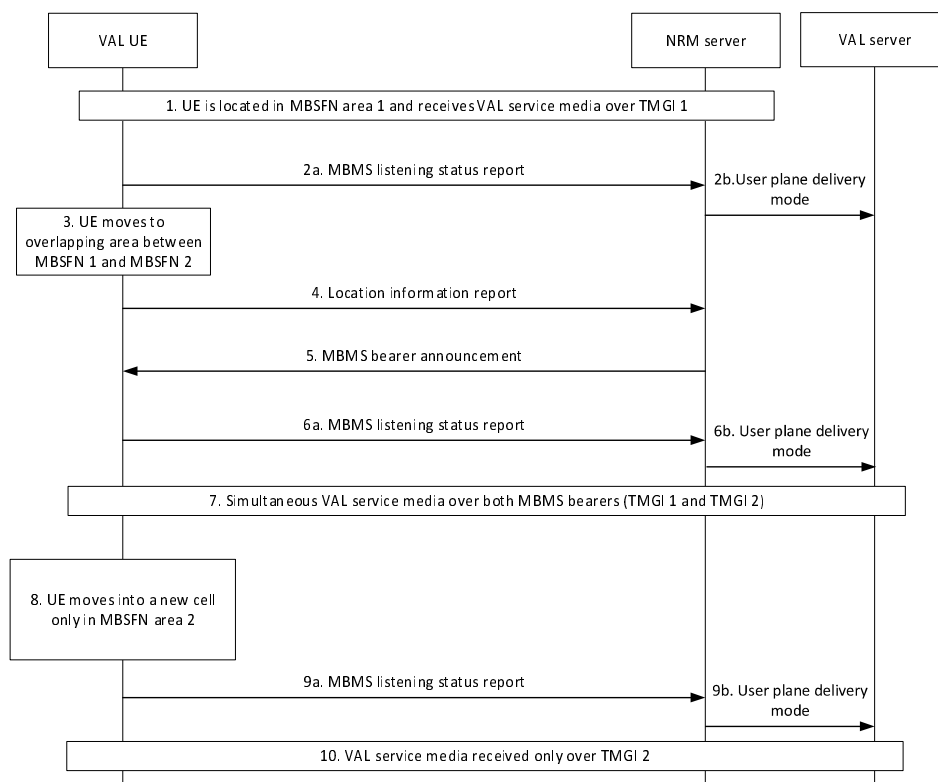 VAL UE
NRM server
VAL server
1. UE is located in MBSFN area 1 and receives VAL service media over TMGI 1
2a. MBMS listening status report
2b.User plane delivery
mode
3. UE moves to
overlapping area between
MBSFN 1 and MBSFN 2
4. Location information report
5. MBMS bearer announcement
6a. MBMS listening status report
6b. User plane delivery
mode
7. Simultaneous VAL service media over both MBMS bearers (TMGI 1 and TMGI 2)
8. UE moves into a new cell
only in MBSFN area 2
9a. MBMS listening status report
9b. User plane delivery
mode
10. VAL service media received only over TMGI 2